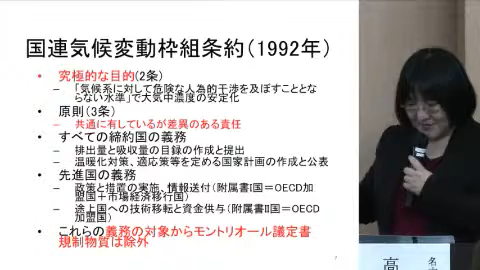 国連気候変動枠組条約(1992年)
• 究極的な目的(2条)
– 「気候系に対して危険な人為的干渉を及ぼすこととな
らない水準」で大気中濃度の安定化
• 原則(3条)
– 共通に有しているが差異のある責任
• すべての締約国の義務
– 排出量と吸収量の目録の作成と提出
– 温暖化対策、適応策等を定める国家計画の作成と公表
• 先進国の義務
– 政策と措置の実施、情報送付(附属書I国=OECD加
盟国+市場経済移行国)
– 途上国への技術移転と資金供与(附属書II国=OECD
加盟国)
• これらの義務の対象からモントリオール議定書
規制物質は除外
高
名